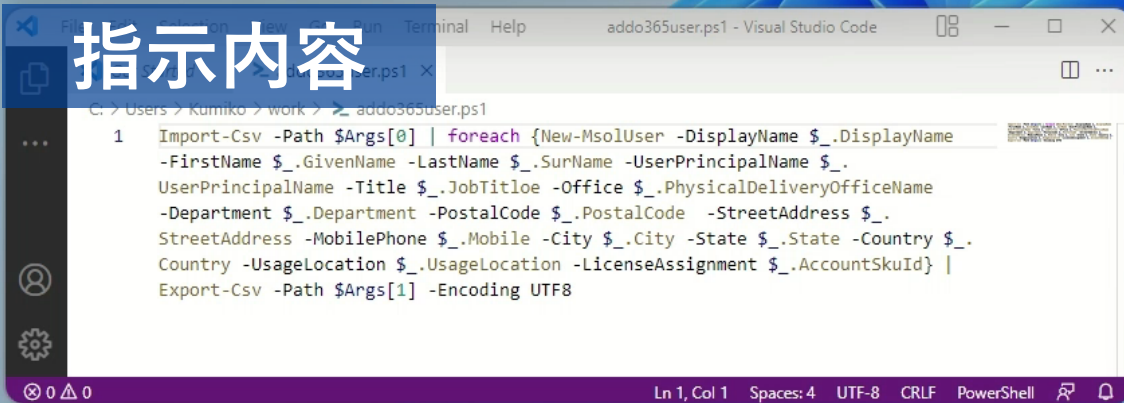 指示内容
Terminal Help
addo365user.ps1 - Visual Studio Code
C: > Users > Kumiko > work > addo365user.ps1
1 Import-Csv -Path $Args[0] | foreach {New-MsolUser -DisplayName $_.DisplayName
-FirstName $_.GivenName -LastName $_.SurName -UserPrincipalName $_.
UserPrincipalName -Title $_.JobTitloe -Office $_.PhysicalDeliveryOfficeName
-Department $_.Department -PostalCode $_.PostalCode -StreetAddress $_.
StreetAddress -MobilePhone $_.Mobile -City $_.City -State $_.State -Country $_.
Country -UsageLocation $_.UsageLocation -LicenseAssignment $_.AccountSkuId} |
Export-Csv -Path $Args[1] -Encoding UTF8
0 0 Ln 1, Col 1 Spaces: 4 UTF-8 CRLF PowerShell